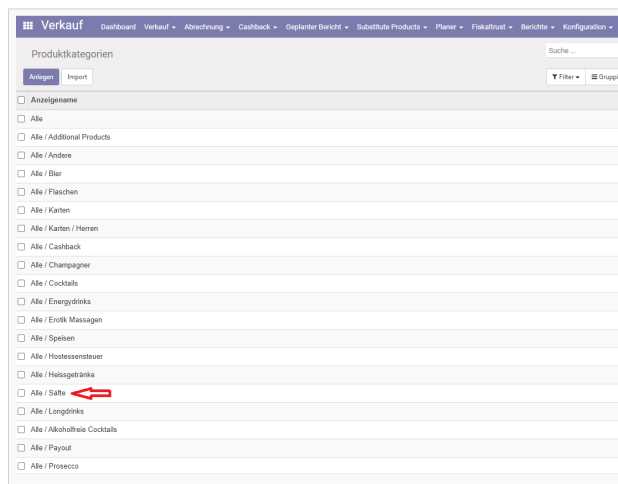 Verkauf Dashboard Verkauf Abrechnung Cashback Geplanter Bericht Substitute Products Planer Fiskaltrust Berichte Konfiguration
Produktkategorien
Suche ...
Anlegen Import
Filter Gruppi
Anzeigename
Alle
Alle / Additional Products
Alle / Andere
Alle / Bier
Alle / Flaschen
Alle / Karten
Alle / Karten / Herren
Alle / Cashback
Alle / Champagner
Alle / Cocktails
Alle / Energydrinks
Alle / Erotik Massagen
Alle / Speisen
Alle / Hostessensteuer
Alle / Heissgetränke
Alle / Säfte
Alle / Longdrinks
Alle / Alkoholfreie Cocktails
Alle / Payout
Alle / Prosecco